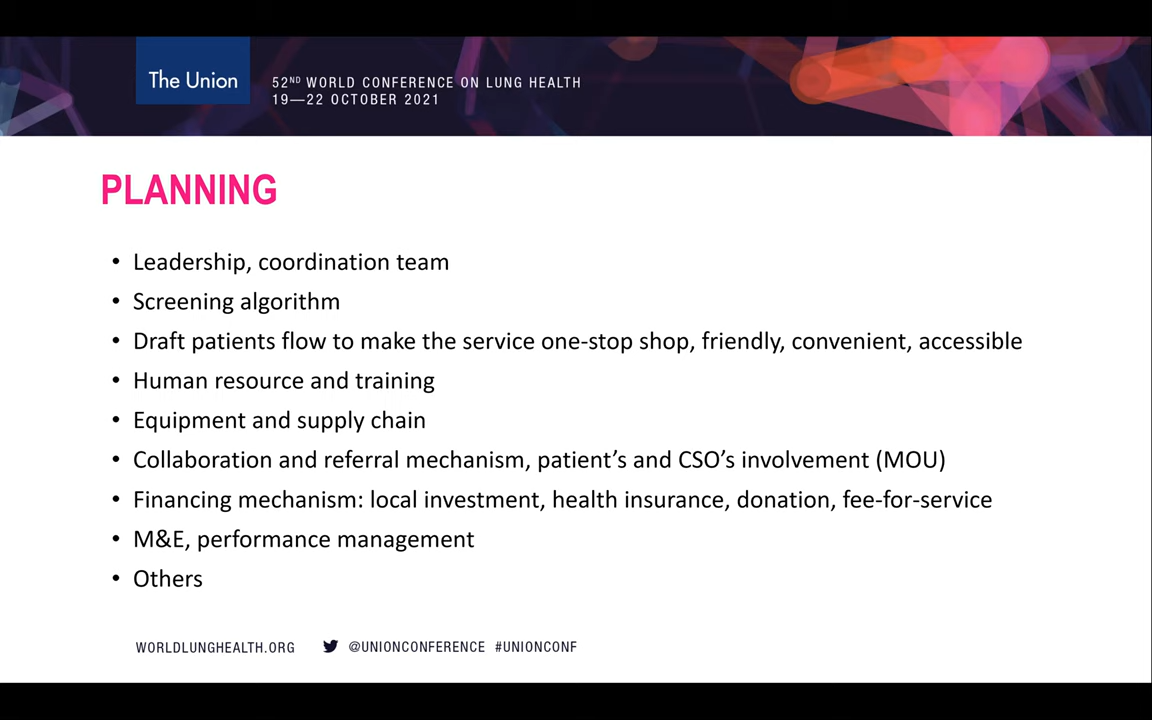 The Union
52ND WORLD CONFERENCE ON LUNG HEALTH
19—22 OCTOBER 2021
PLANNING
• Leadership, coordination team
• Screening algorithm
• Draft patients flow to make the service one-stop shop, friendly, convenient, accessible
• Human resource and training
• Equipment and supply chain
• Collaboration and referral mechanism, patient’s and CSO’s involvement (MOU)
• Financing mechanism: local investment, health insurance, donation, fee-for-service
• M&E, performance management
• Others
WORLDLUNGHEALTH.ORG @UNIONCONFERENCE #UNIONCONF